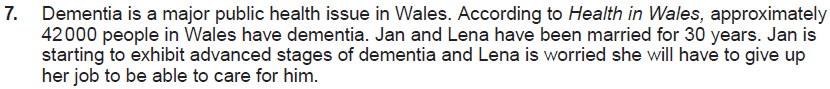 7. Dementia is a major public health issue in Wales. According to Health in Wales, approximately
42 000 people in Wales have dementia. Jan and Lena have been married for 30 years. Jan is
starting to exhibit advanced stages of dementia and Lena is worried she will have to give up
her job to be able to care for him.